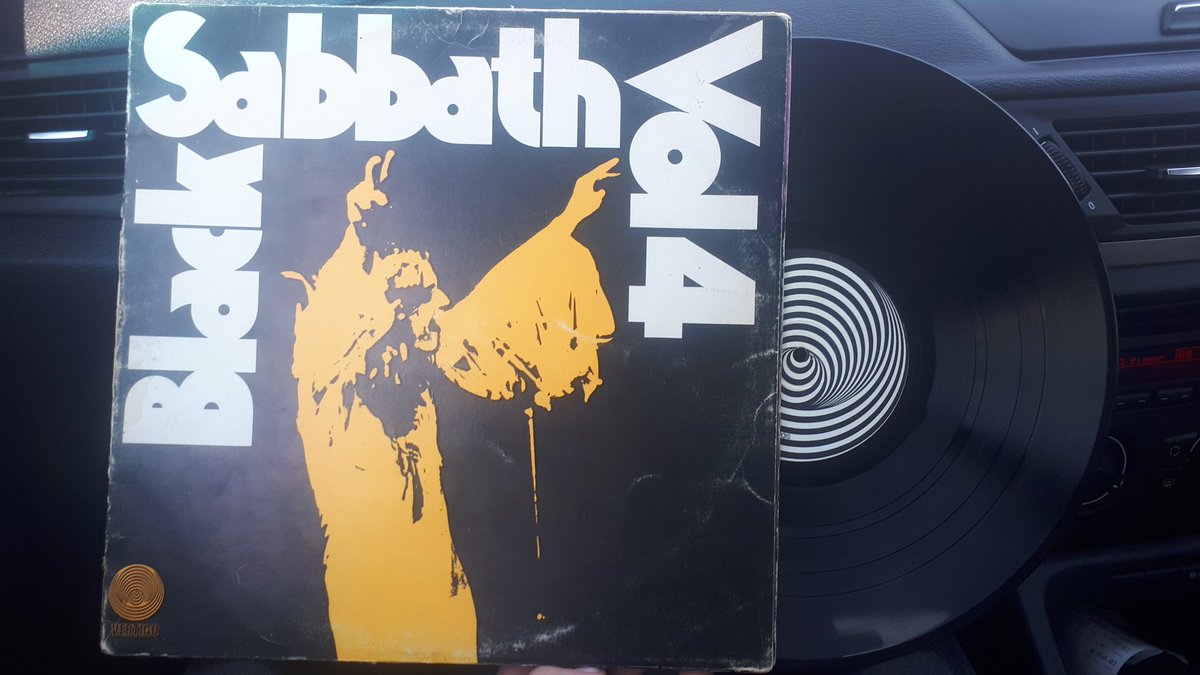 Black
Sabbath
Vol 4
VERTIGO